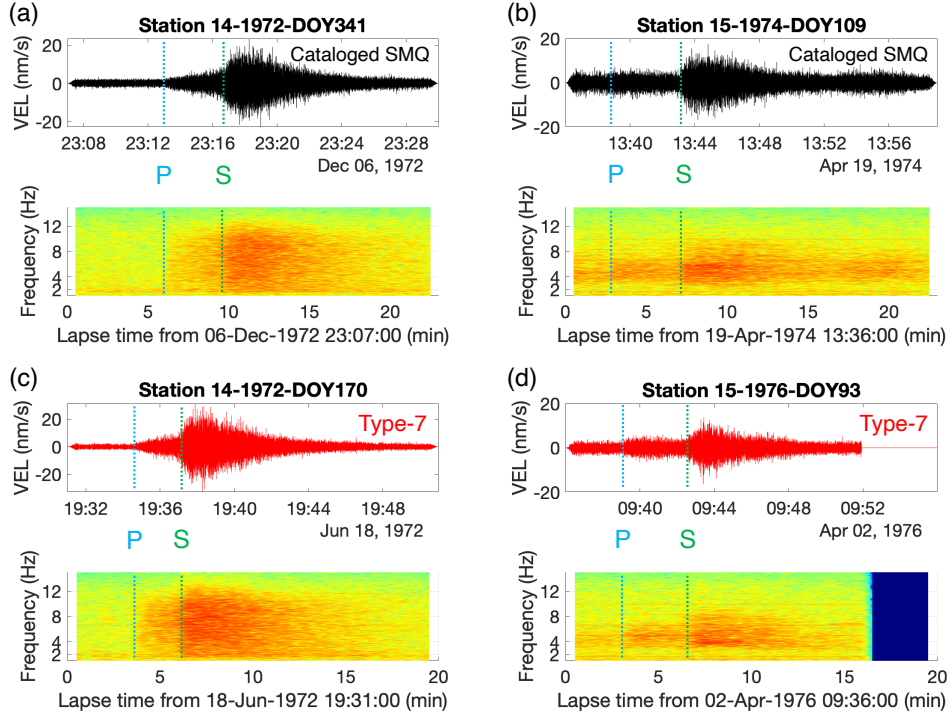 (a)
Station 14-1972-DOY341
Cataloged SMQ
VEL (nm/s)
20
0
-20
23:08 23:12 23:16 23:20 23:24 23:28
Dec 06, 1972
P S
Frequency (Hz)
12
8
4
2
0 5 10 15 20
Lapse time from 06-Dec-1972 23:07:00 (min)
(b)
Station 15-1974-DOY109
Cataloged SMQ
VEL (nm/s)
20
0
-20
13:40 13:44 13:48 13:52 13:56
Apr 19, 1974
P S
Frequency (Hz)
12
8
4
2
0 5 10 15 20
Lapse time from 19-Apr-1974 13:36:00 (min)
(c)
Station 14-1972-DOY170
Type-7
VEL (nm/s)
20
0
-20
19:32 19:36 19:40 19:44 19:48
Jun 18, 1972
P S
Frequency (Hz)
12
8
4
2
0 5 10 15 20
Lapse time from 18-Jun-1972 19:31:00 (min)
(d)
Station 15-1976-DOY93
Type-7
VEL (nm/s)
20
0
-20
09:40 09:44 09:48 09:52
Apr 02, 1976
P S
Frequency (Hz)
12
8
4
2
0 5 10 15 20
Lapse time from 02-Apr-1976 09:36:00 (min)